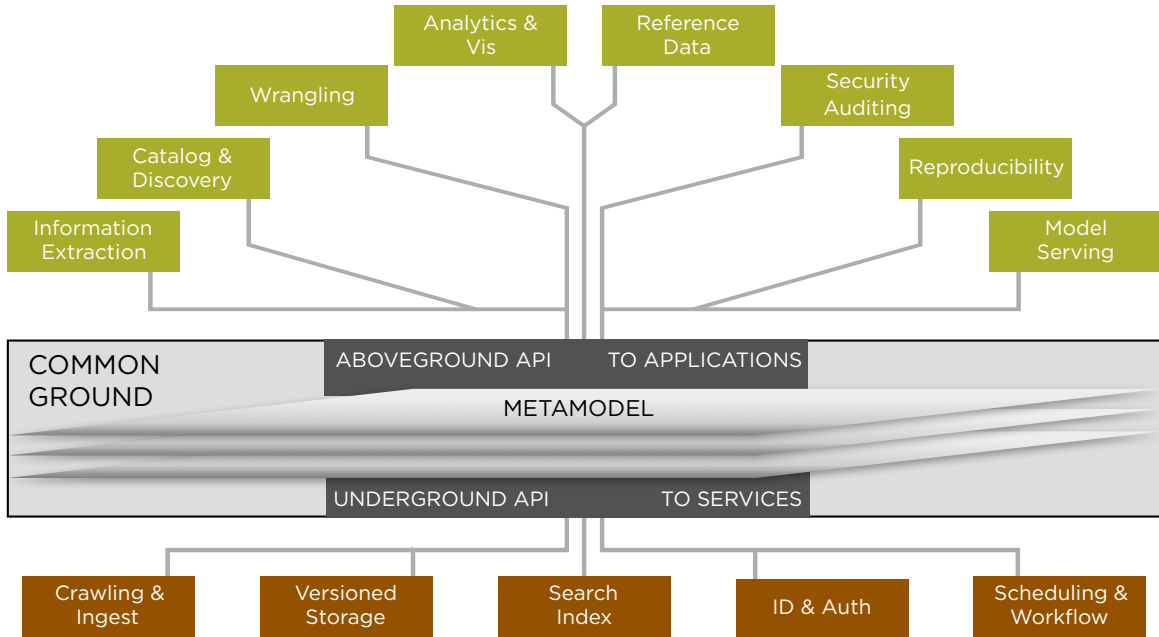 Analytics &
Vis
Reference
Data
Wrangling
Security
Auditing
Catalog &
Discovery
Reproducibility
Information
Extraction
Model
Serving
COMMON
GROUND
ABOVEGROUND API TO APPLICATIONS
METAMODEL
UNDERGROUND API TO SERVICES
Crawling &
Ingest
Versioned
Storage
Search
Index
ID & Auth
Scheduling &
Workflow